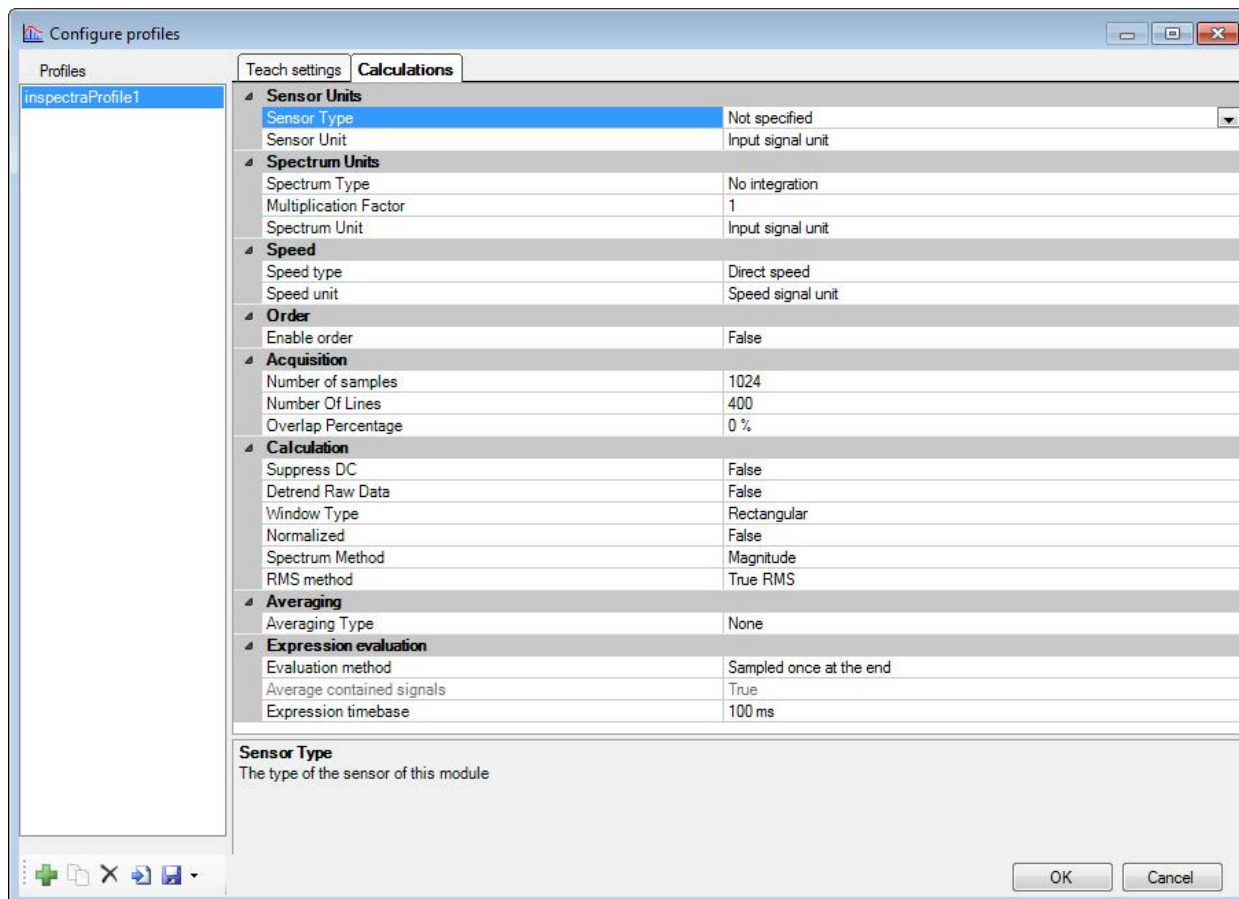 Configure profiles
Profiles
inspectraProfile1
Teach settings Calculations
Sensor Units
Sensor Type Not specified
Sensor Unit Input signal unit
Spectrum Units
Spectrum Type No integration
Multiplication Factor 1
Spectrum Unit Input signal unit
Speed
Speed type Direct speed
Speed unit Speed signal unit
Order
Enable order False
Acquisition
Number of samples 1024
Number Of Lines 400
Overlap Percentage 0 %
Calculation
Suppress DC False
Detrend Raw Data False
Window Type Rectangular
Normalized False
Spectrum Method Magnitude
RMS method True RMS
Averaging
Averaging Type None
Expression evaluation
Evaluation method Sampled once at the end
Average contained signals True
Expression timebase 100 ms
Sensor Type
The type of the sensor of this module
OK Cancel